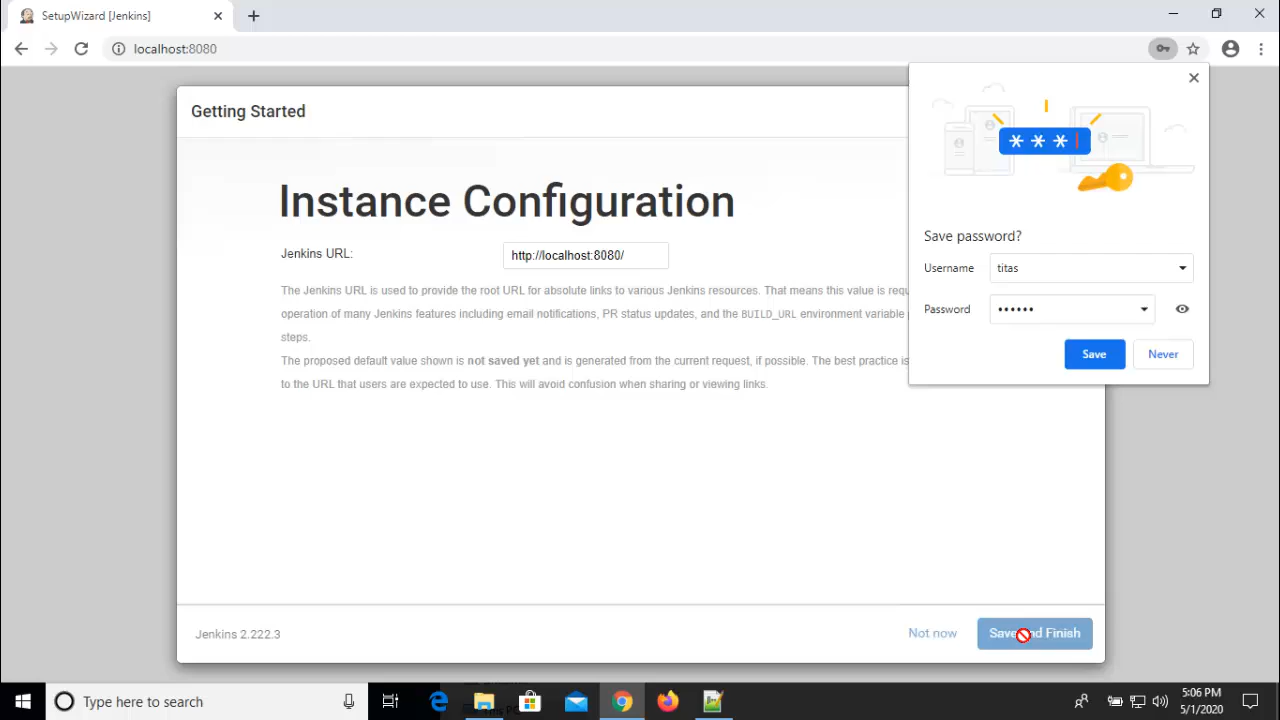 SetupWizard [Jenkins]
localhost:8080
Getting Started
Instance Configuration
Jenkins URL:
http://localhost:8080/
The Jenkins URL is used to provide the root URL for absolute links to various Jenkins resources. That means this value is requ
operation of many Jenkins features including email notifications, PR status updates, and the BUILD_URL environment variable
steps.
The proposed default value shown is not saved yet and is generated from the current request, if possible. The best practice is
to the URL that users are expected to use. This will avoid confusion when sharing or viewing links.
* * *
Save password?
Username
titas
Password
••••••
Save
Never
Jenkins 2.222.3
Not now
Save and Finish
Type here to search
5:06 PM
5/1/2020